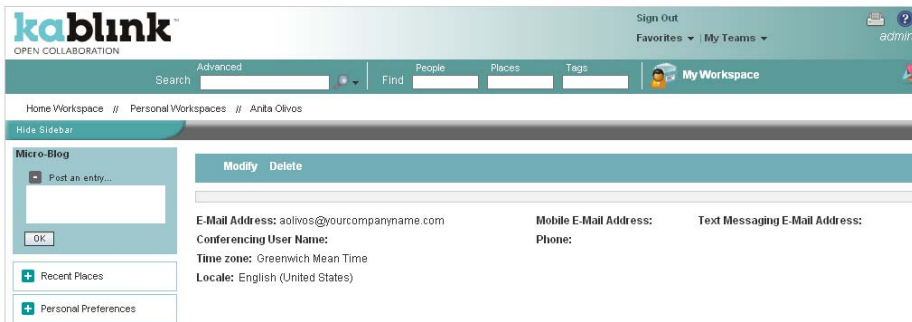 kablink
OPEN COLLABORATION
Sign Out
Favorites | My Teams
?
admin
Search
Advanced
Find
People
Places
Tags
My Workspace
Home Workspace // Personal Workspaces // Anita Olivos
Hide Sidebar
Micro-Blog
Post an entry...
OK
Recent Places
Personal Preferences
Modify Delete
E-Mail Address: aolivos@yourcompanyname.com
Mobile E-Mail Address:
Text Messaging E-Mail Address:
Conferencing User Name:
Phone:
Time zone: Greenwich Mean Time
Locale: English (United States)